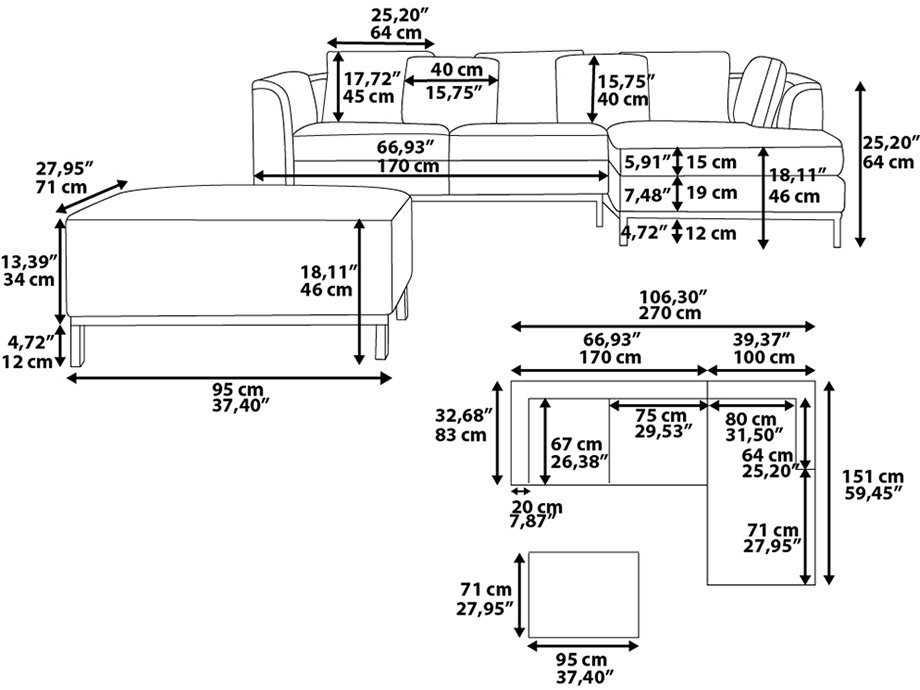 25,20”
64 cm
17,72”
45 cm
40 cm
15,75”
15,75”
40 cm
25,20”
64 cm
66,93”
170 cm
5,91” 15 cm
7,48” 19 cm
4,72” 12 cm
18,11”
46 cm
27,95”
71 cm
13,39”
34 cm
18,11”
46 cm
4,72”
12 cm
95 cm
37,40”
106,30”
270 cm
66,93”
170 cm
39,37”
100 cm
32,68”
83 cm
75 cm
29,53”
80 cm
31,50”
67 cm
26,38”
64 cm
25,20”
151 cm
59,45”
20 cm
7,87”
71 cm
27,95”
71 cm
27,95”
95 cm
37,40”